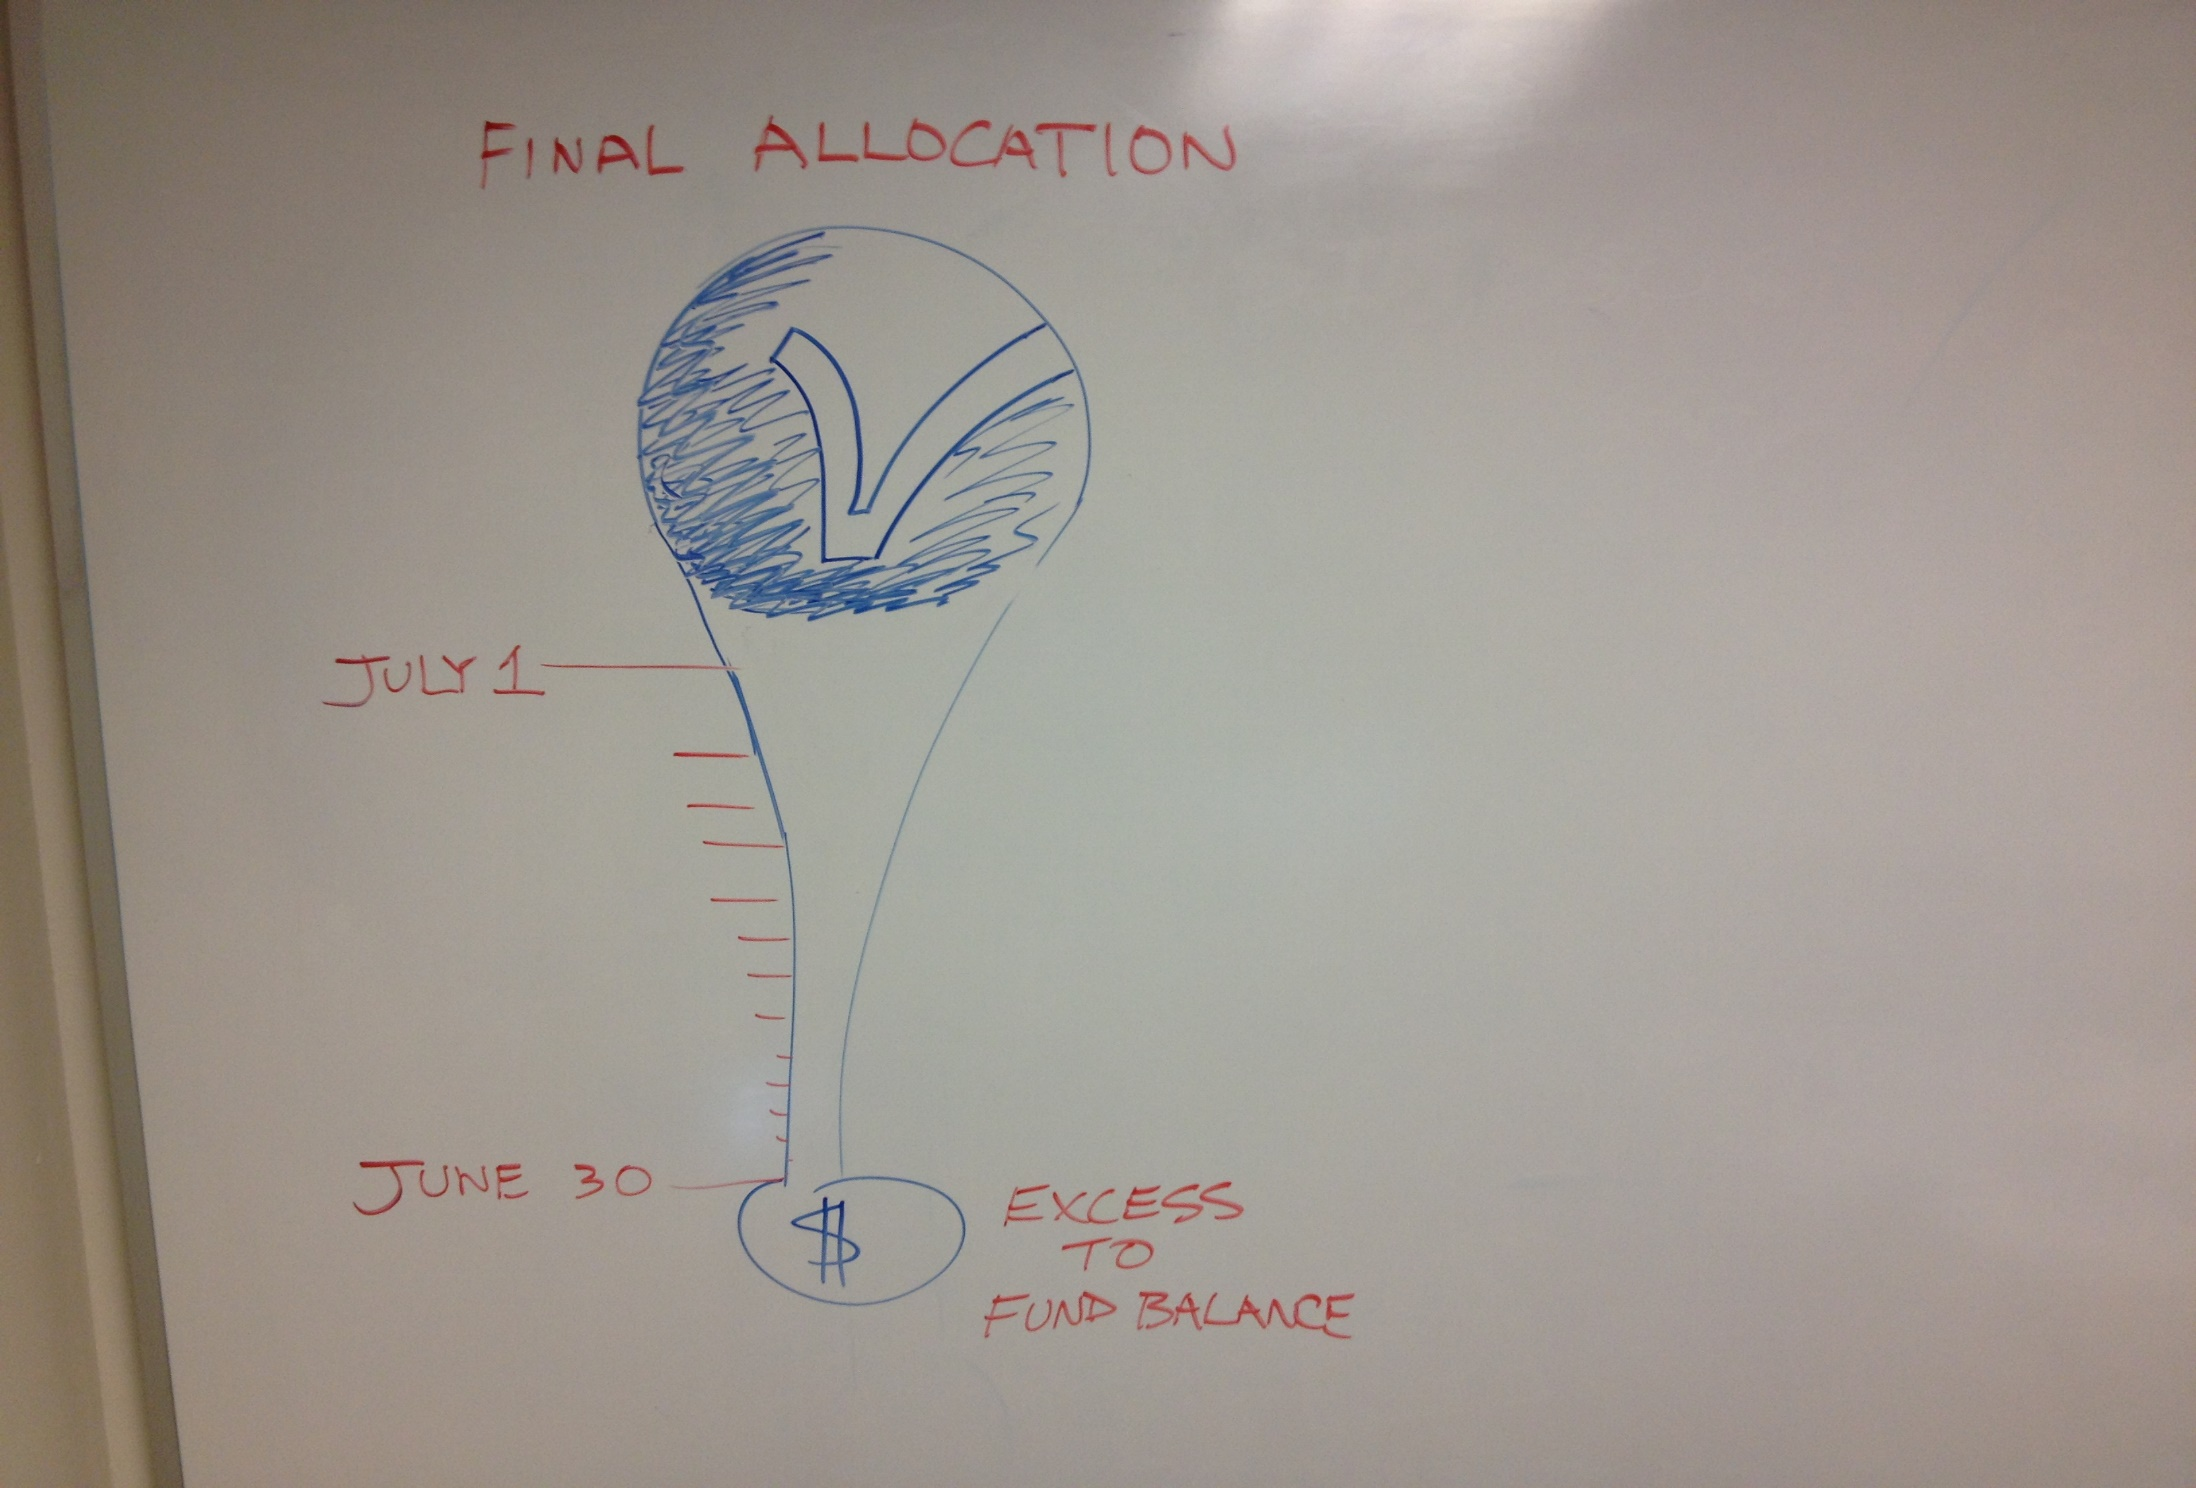 FINAL ALLOCATION
JULY 1
JUNE 30
$
EXCESS
TO
FUND BALANCE